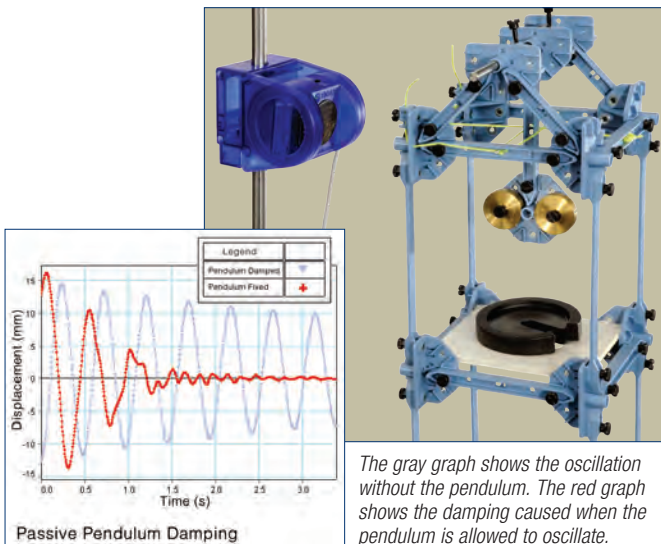 Legend
Pendulum Damped
Pendulum Fixed
Displacement (mm)
15
10
5
0
-5
-10
-15
0.0 0.5 1.0 1.5 2.0 2.5 3.0
Time (s)
Passive Pendulum Damping
The gray graph shows the oscillation
without the pendulum. The red graph
shows the damping caused when the
pendulum is allowed to oscillate.